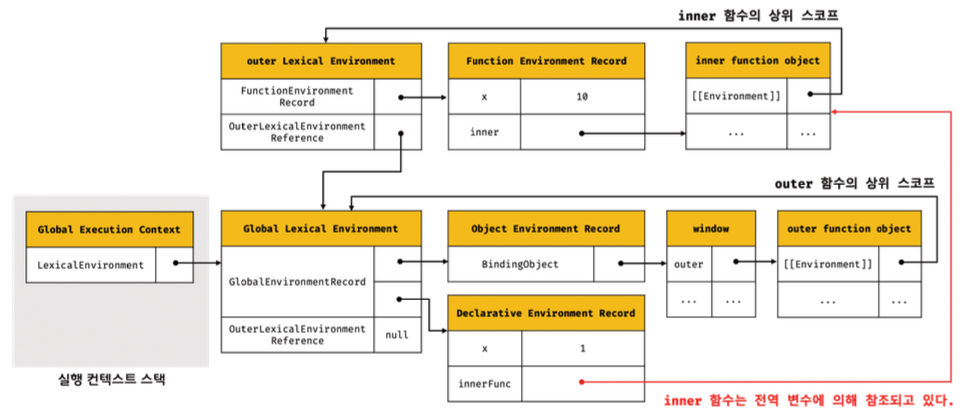 inner 함수의 상위 스코프
outer Lexical Environment
FunctionEnvironment
Record
OuterLexicalEnvironment
Reference
Function Environment Record
x 10
inner
inner function object
[[Environment]]
... ...
outer 함수의 상위 스코프
Global Execution Context
LexicalEnvironment
실행 컨텍스트 스택
Global Lexical Environment
GlobalEnvironmentRecord
OuterLexicalEnvironment
Reference
null
Object Environment Record
BindingObject
window
outer
... ...
outer function object
[[Environment]]
... ...
Declarative Environment Record
x 1
innerFunc
inner 함수는 전역 변수에 의해 참조되고 있다.